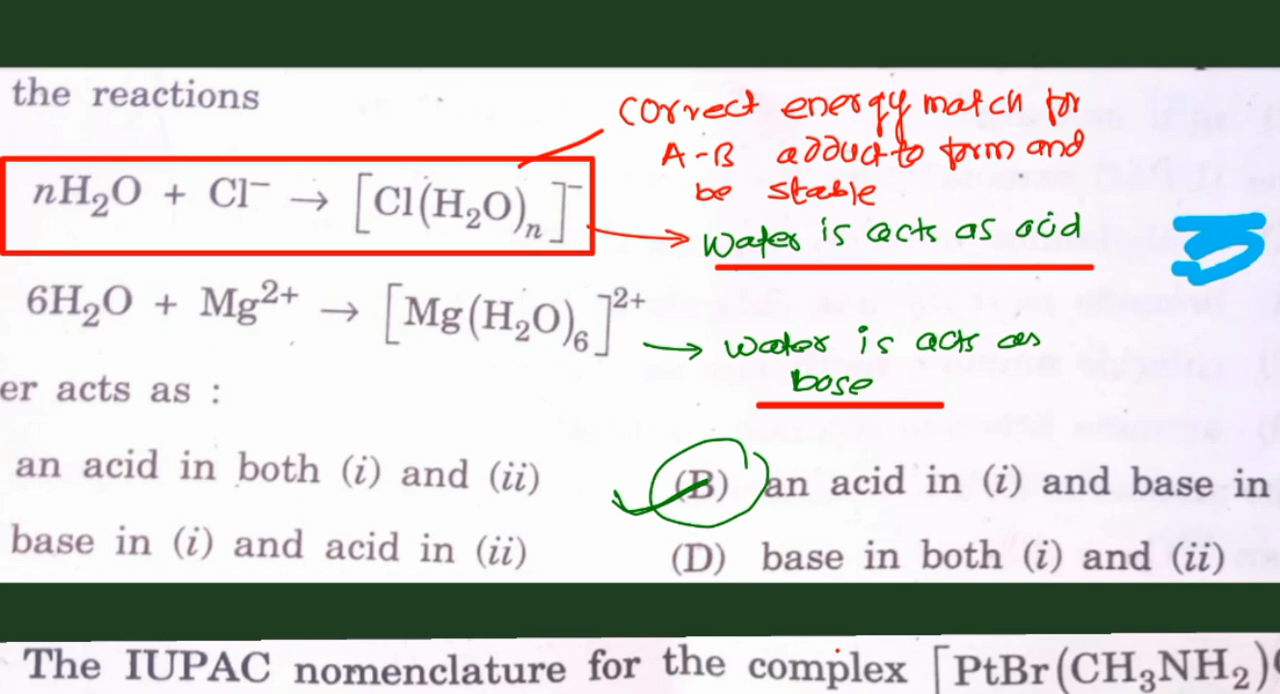 the reactions
correct energy match for
A-B adduct to form and
be stable
nH₂O + Cl⁻ → [Cl(H₂O)ₙ]⁻
water is acts as acid
6H₂O + Mg²⁺ → [Mg(H₂O)₆]²⁺
water is acts as
base
er acts as :
an acid in both (i) and (ii)
(B) an acid in (i) and base in
base in (i) and acid in (ii)
(D) base in both (i) and (ii)
The IUPAC nomenclature for the complex [PtBr(CH₃NH₂)